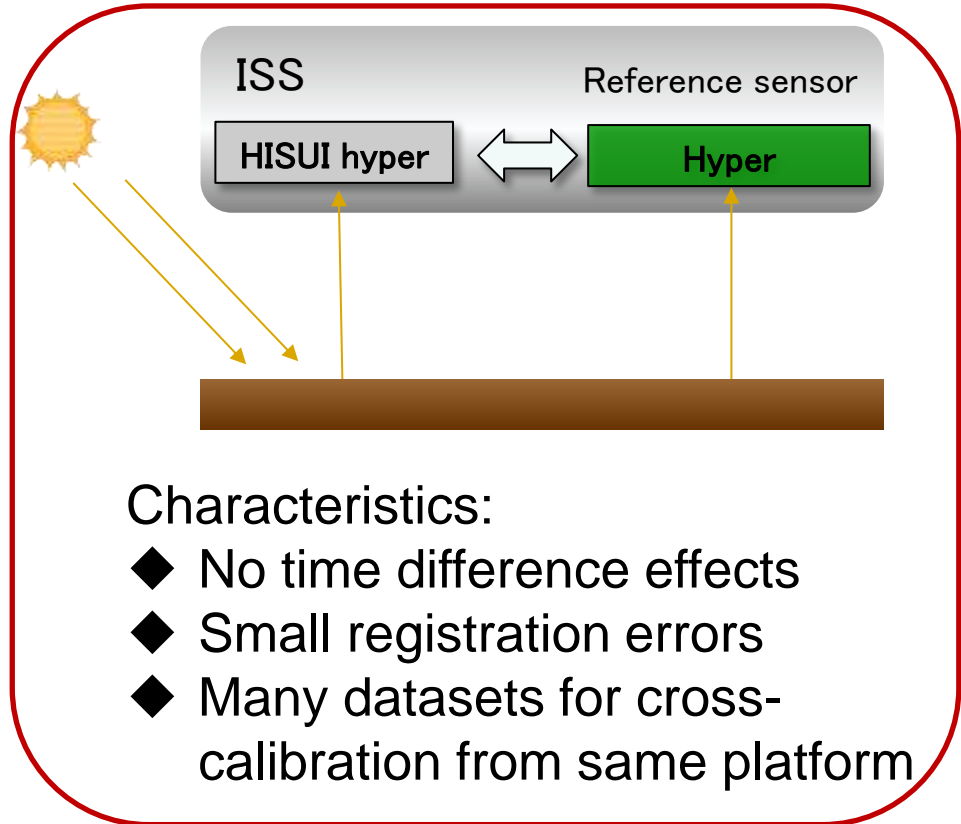 ISS
Reference sensor
HISUI hyper
Hyper
Characteristics:
◆ No time difference effects
◆ Small registration errors
◆ Many datasets for cross-
calibration from same platform